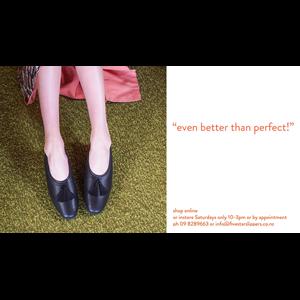 "even better than perfect!"
shop online
or instore Saturdays only 10-3pm or by appointment
ph 09 8289663 or info@fivestarslippers.co.nz